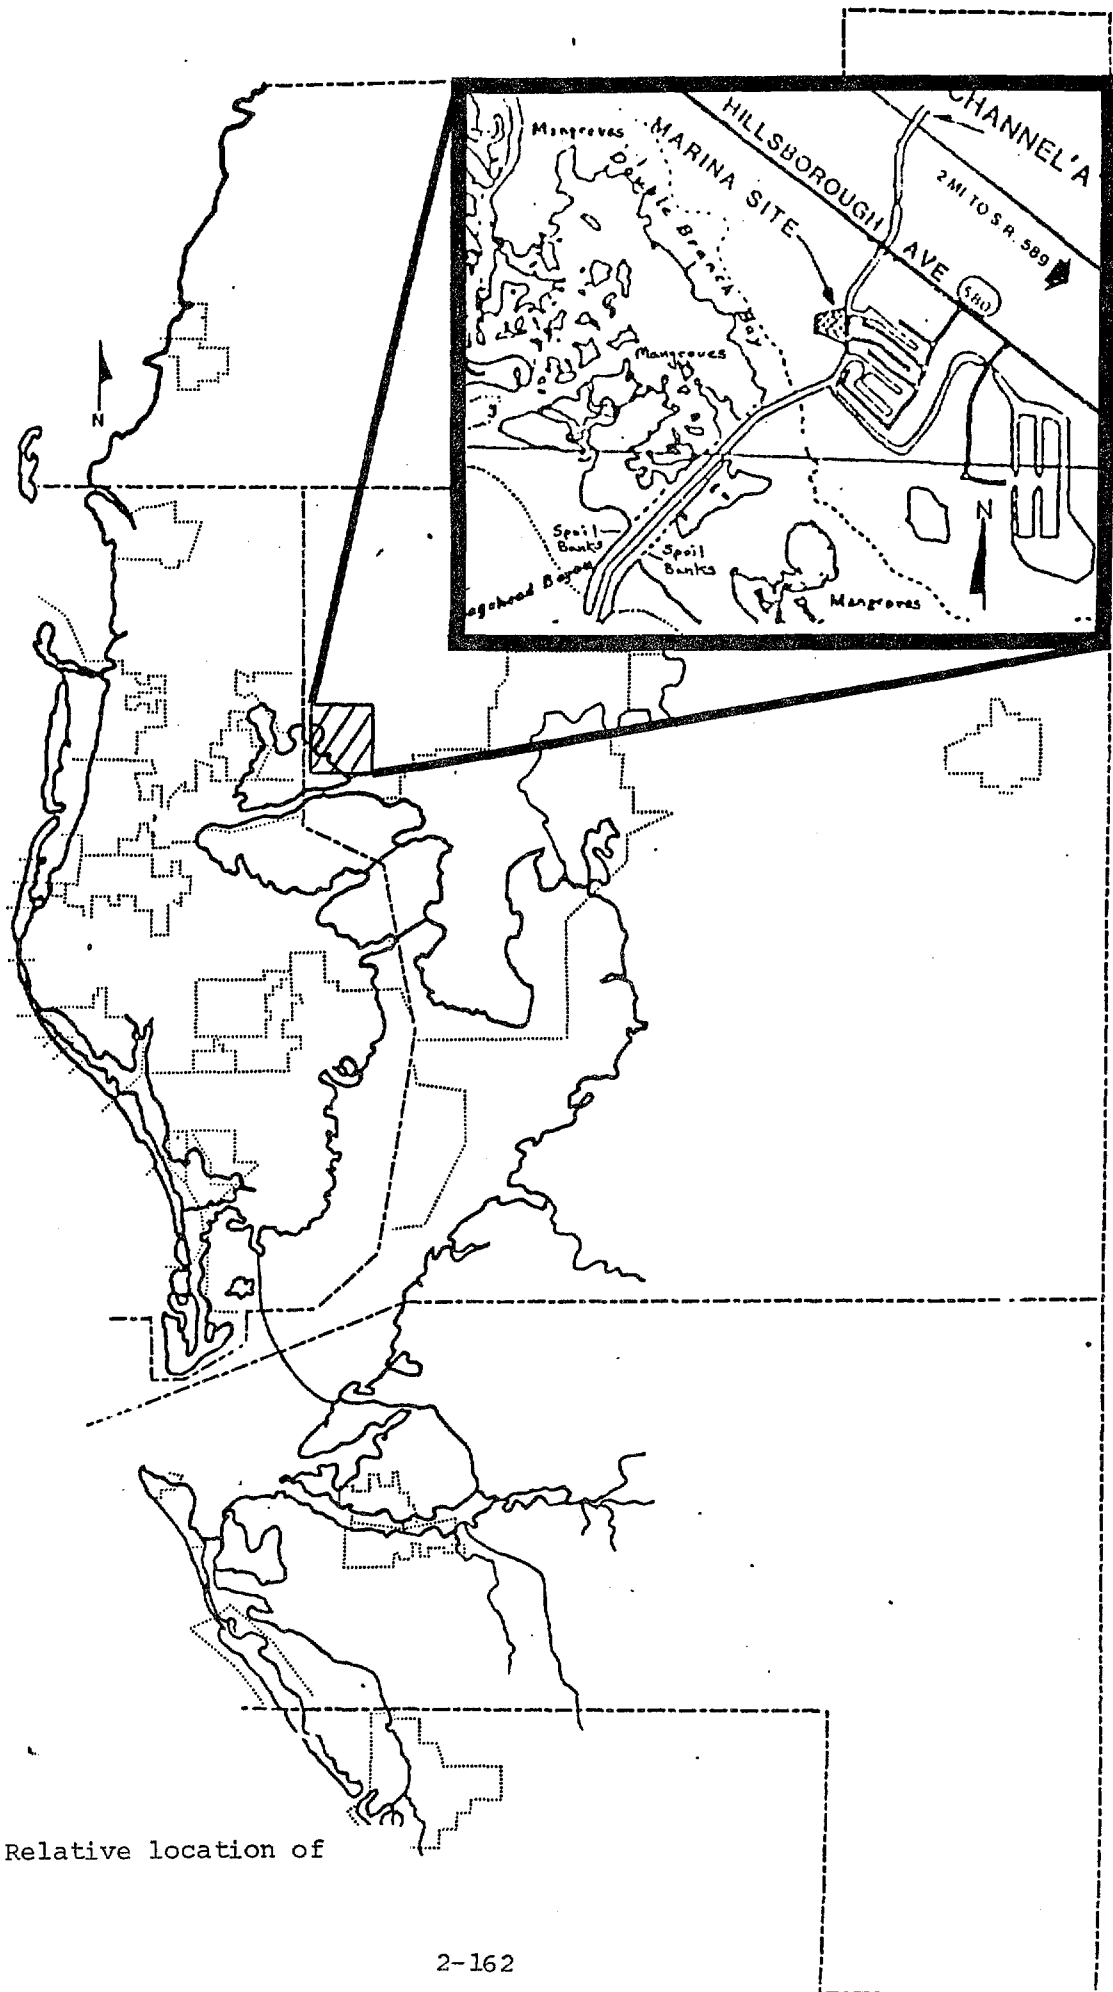 CHANNEL 'A'
HILLSBOROUGH AVE
MARINA SITE
2 MI TO S.R. 589
580
Mangroves
Double Branch Bay
Mangroves
Spoil
Banks
Spoil
Banks
Bayou
Mangroves
N
N
Relative location of
2-162